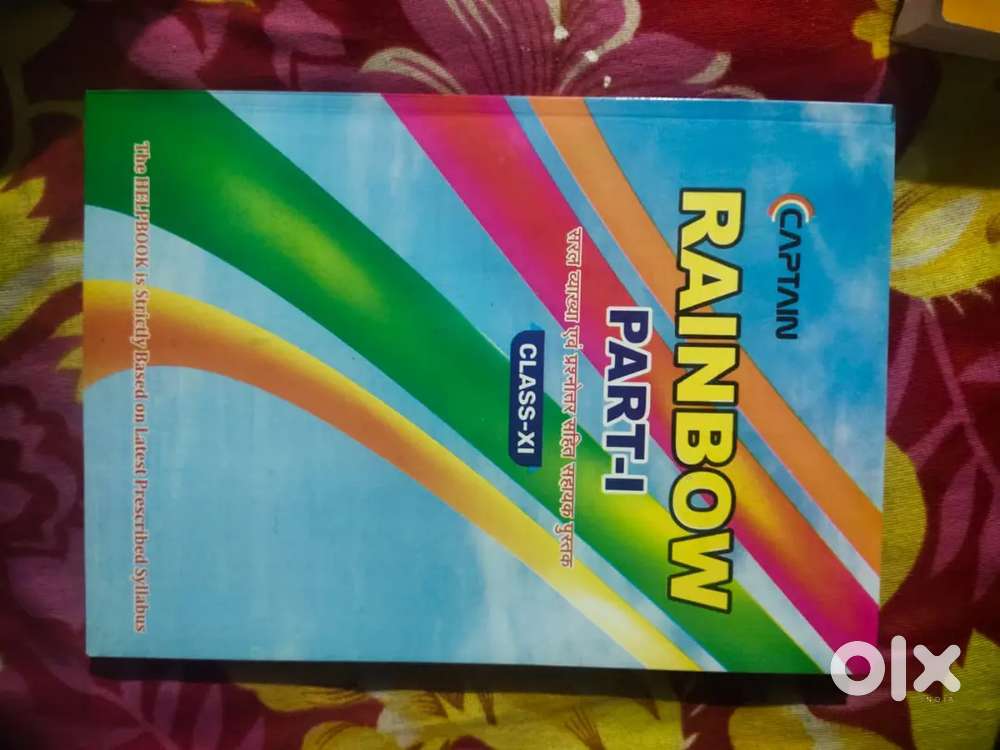 CAPTAIN
RAINBOW
PART-I
सरल व्याख्या एवं प्रश्नोतर सहित सहायक पुस्तक
CLASS-XI
The HELPBOOK is Strictly Based on Latest Prescribed Syllabus
olx
INDIA